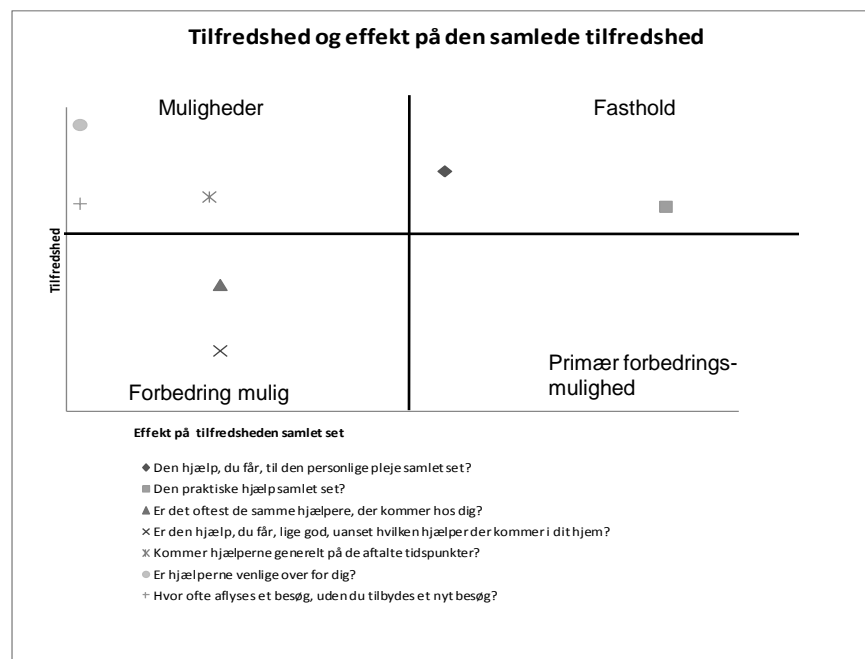 Tilfredshed og effekt på den samlede tilfredshed
Muligheder
Fasthold
Tilfredshed
Forbedring mulig
Primær forbedrings-
mulighed
Effekt på tilfredsheden samlet set
Den hjælp, du får, til den personlige pleje samlet set?
Den praktiske hjælp samlet set?
Er det oftest de samme hjælpere, der kommer hos dig?
Er den hjælp, du får, lige god, uanset hvilken hjælper der kommer i dit hjem?
Kommer hjælperne generelt på de aftalte tidspunkter?
Er hjælperne venlige over for dig?
Hvor ofte aflyses et besøg, uden du tilbydes et nyt besøg?